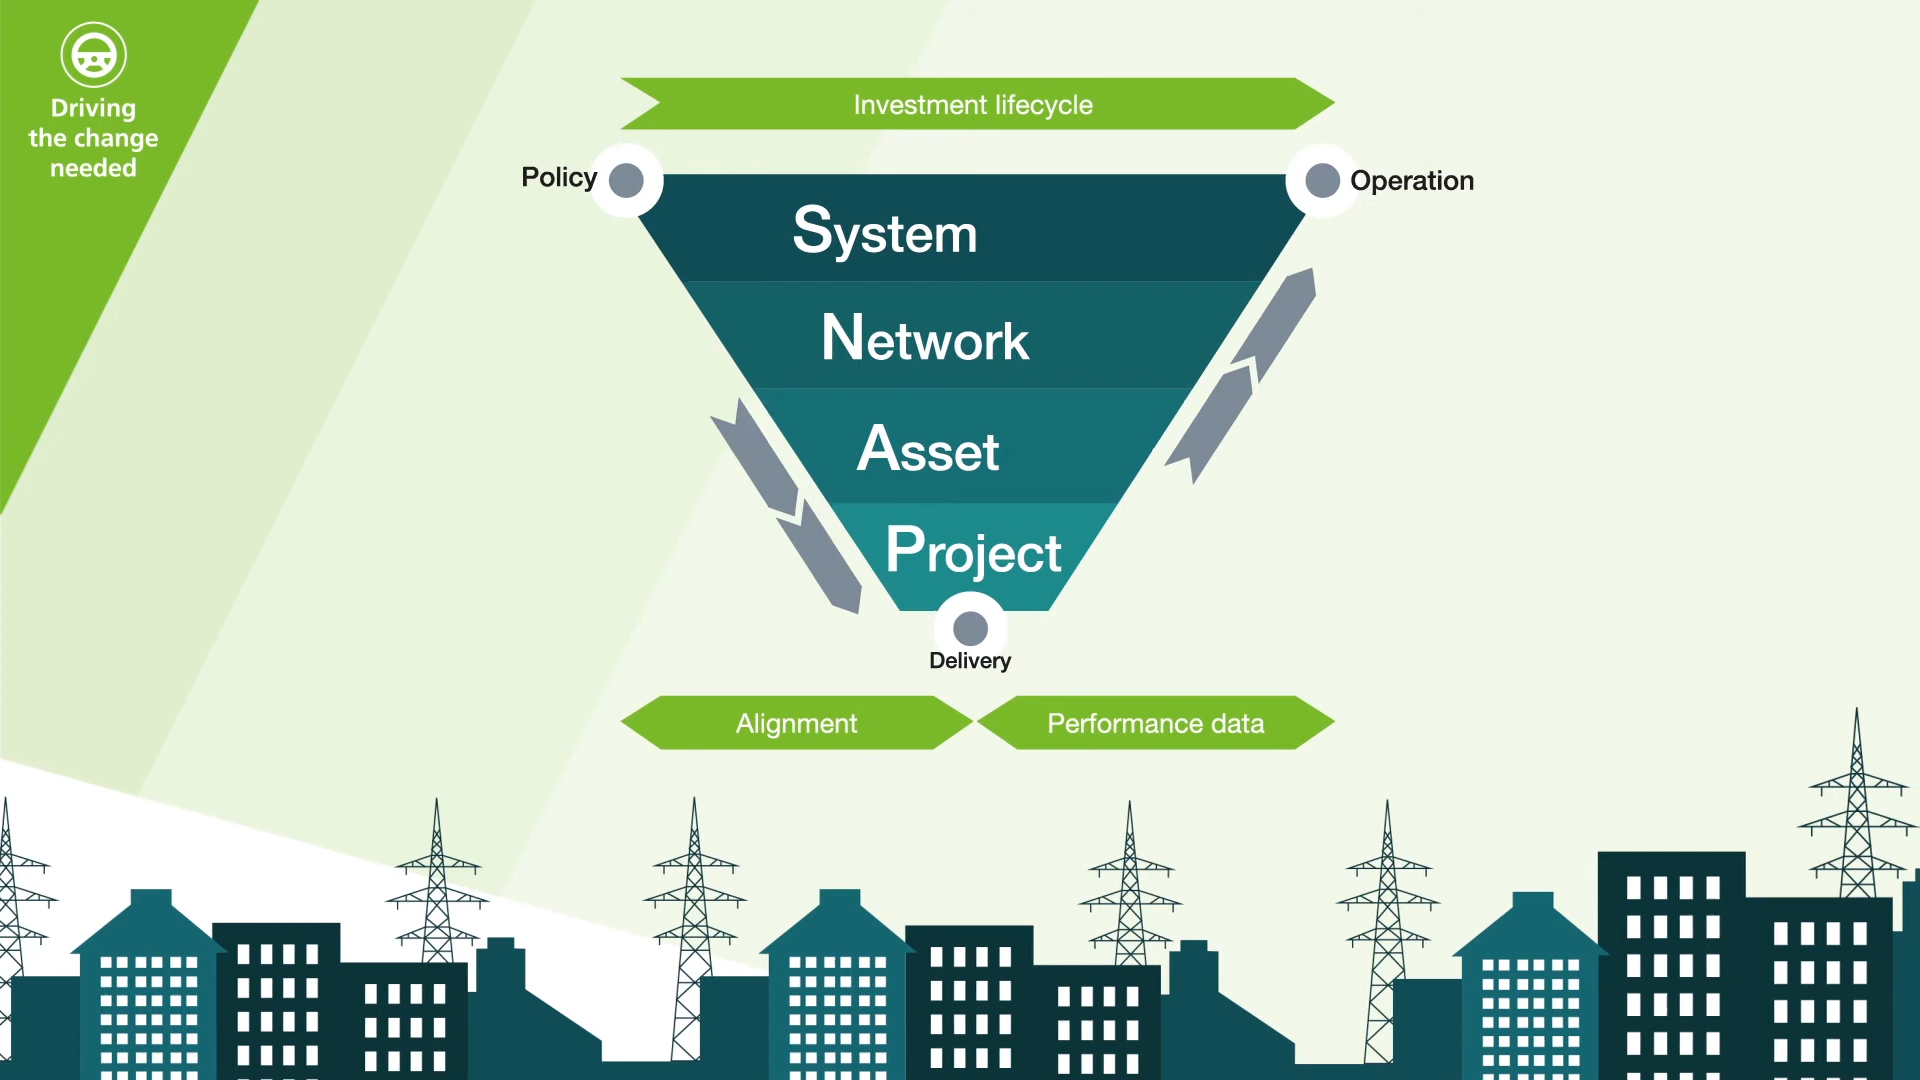 Driving
the change
needed
Investment lifecycle
Policy
Operation
System
Network
Asset
Project
Delivery
Alignment
Performance data